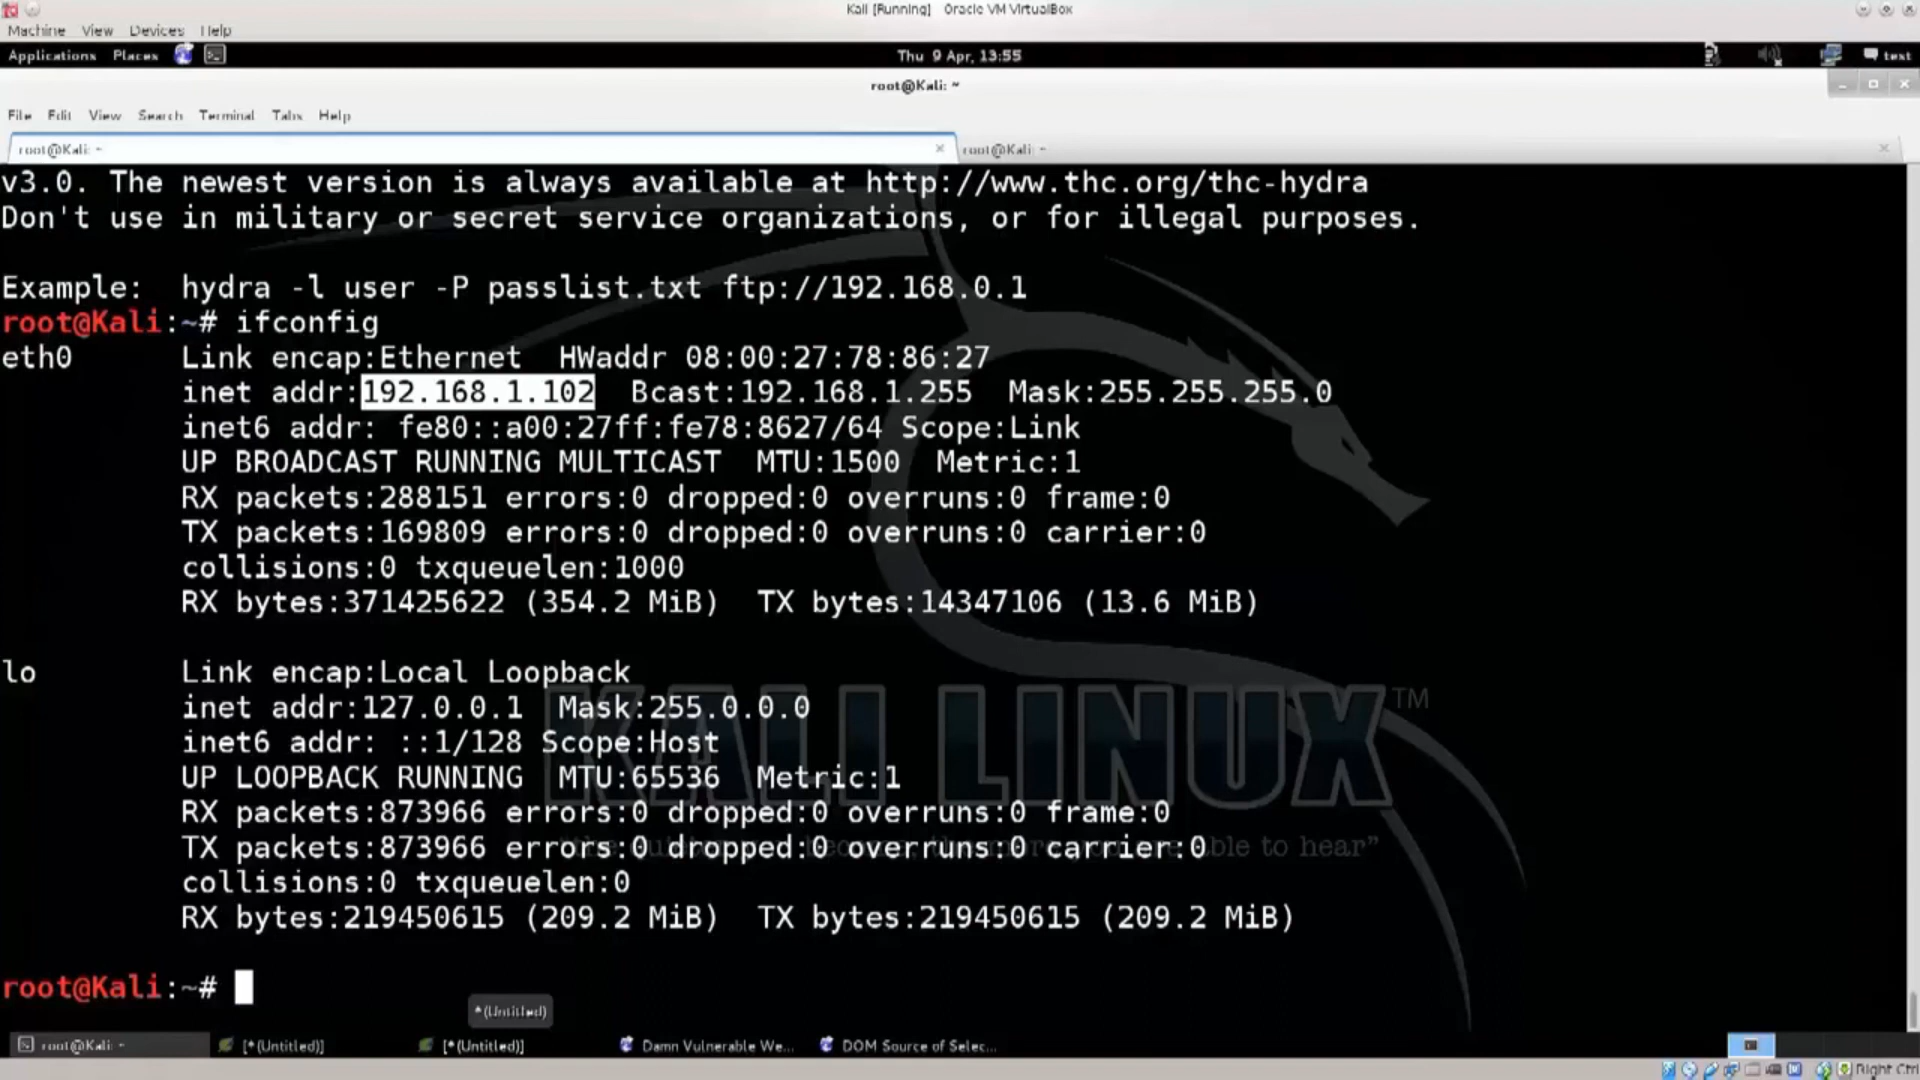 Kali [Running] Oracle VM VirtualBox
Machine View Devices Help
Applications Places Thu 9 Apr, 13:55 text
root@Kali: ~
File Edit View Search Terminal Tabs Help
root@Kali: ~ root@Kali: ~
v3.0. The newest version is always available at http://www.thc.org/thc-hydra
Don't use in military or secret service organizations, or for illegal purposes.
Example: hydra -l user -P passlist.txt ftp://192.168.0.1
root@Kali:~# ifconfig
eth0 Link encap:Ethernet HWaddr 08:00:27:78:86:27
inet addr:192.168.1.102 Bcast:192.168.1.255 Mask:255.255.255.0
inet6 addr: fe80::a00:27ff:fe78:8627/64 Scope:Link
UP BROADCAST RUNNING MULTICAST MTU:1500 Metric:1
RX packets:288151 errors:0 dropped:0 overruns:0 frame:0
TX packets:169809 errors:0 dropped:0 overruns:0 carrier:0
collisions:0 txqueuelen:1000
RX bytes:371425622 (354.2 MiB) TX bytes:14347106 (13.6 MiB)
lo Link encap:Local Loopback
inet addr:127.0.0.1 Mask:255.0.0.0
inet6 addr: ::1/128 Scope:Host
UP LOOPBACK RUNNING MTU:65536 Metric:1
RX packets:873966 errors:0 dropped:0 overruns:0 frame:0
TX packets:873966 errors:0 dropped:0 overruns:0 carrier:0
collisions:0 txqueuelen:0
RX bytes:219450615 (209.2 MiB) TX bytes:219450615 (209.2 MiB)
KALI LINUX™
able to hear”
root@Kali:~#
*(Untitled)
root@Kali: ~ [*(Untitled)] [*(Untitled)] Damn Vulnerable We... DOM Source of Selec...
Right Ctrl